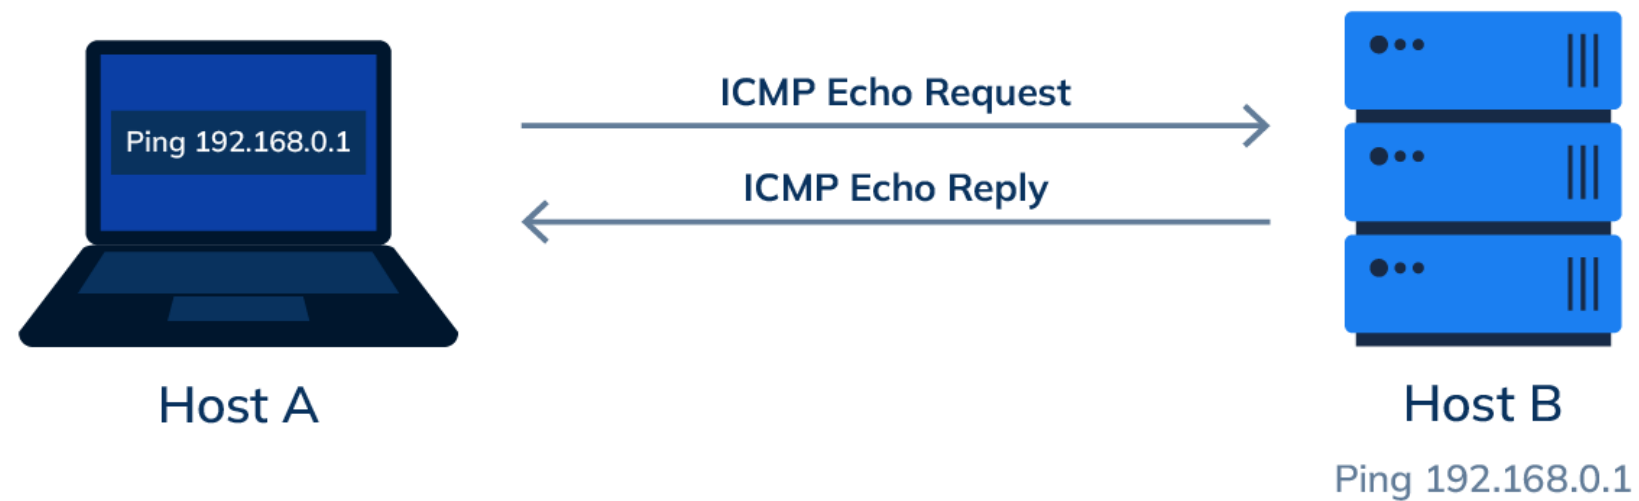 ICMP Echo Request
Ping 192.168.0.1
ICMP Echo Reply
Host A
Host B
Ping 192.168.0.1